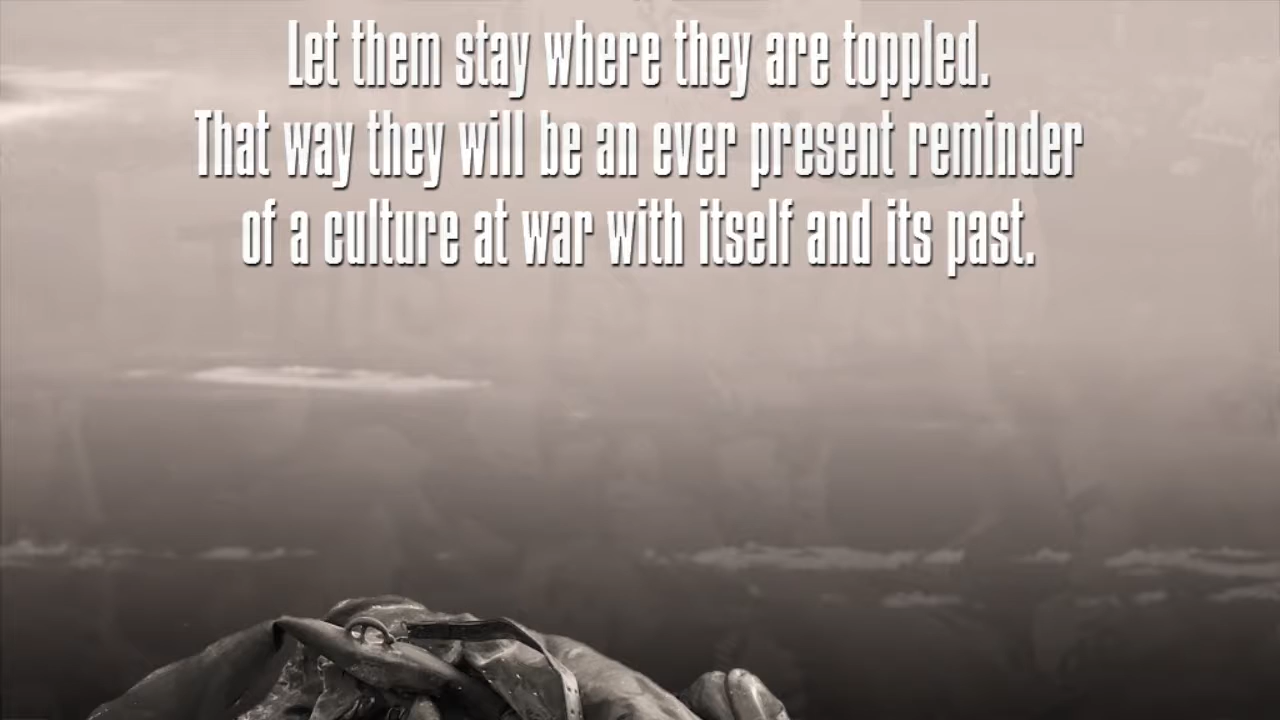 Let them stay where they are toppled.
That way they will be an ever present reminder
of a culture at war with itself and its past.